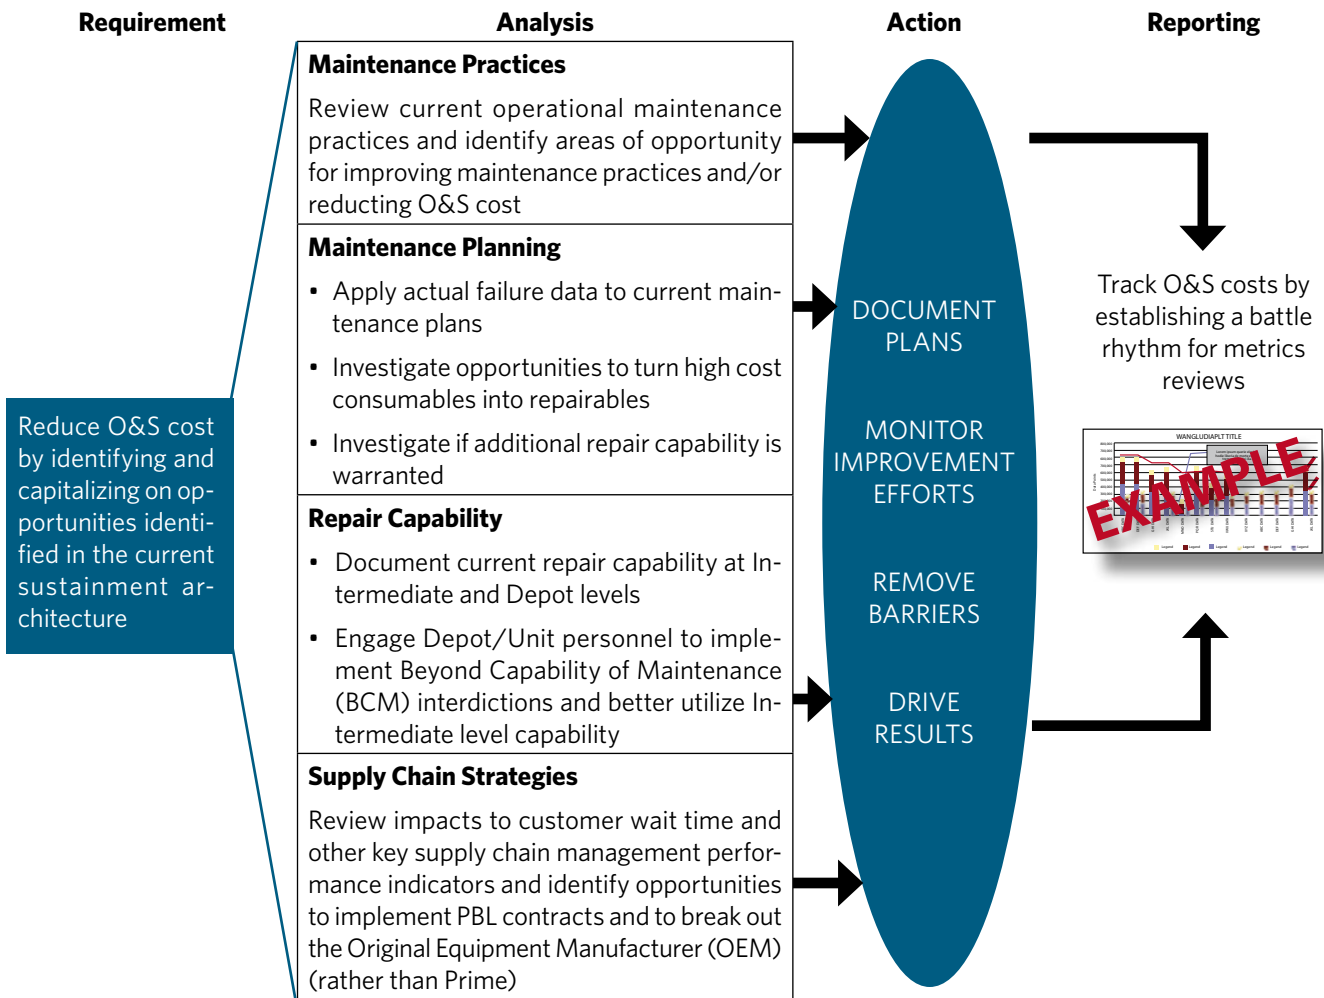 Requirement
Analysis
Action
Reporting
Reduce O&S cost
by identifying and
capitalizing on op-
portunities identi-
fied in the current
sustainment ar-
chitecture
Maintenance Practices
Review current operational maintenance
practices and identify areas of opportunity
for improving maintenance practices and/or
reducting O&S cost
Maintenance Planning
• Apply actual failure data to current main-
tenance plans
• Investigate opportunities to turn high cost
consumables into repairables
• Investigate if additional repair capability is
warranted
Repair Capability
• Document current repair capability at In-
termediate and Depot levels
• Engage Depot/Unit personnel to imple-
ment Beyond Capability of Maintenance
(BCM) interdictions and better utilize In-
termediate level capability
Supply Chain Strategies
Review impacts to customer wait time and
other key supply chain management perfor-
mance indicators and identify opportunities
to implement PBL contracts and to break out
the Original Equipment Manufacturer (OEM)
(rather than Prime)
DOCUMENT
PLANS
MONITOR
IMPROVEMENT
EFFORTS
REMOVE
BARRIERS
DRIVE
RESULTS
Track O&S costs by
establishing a battle
rhythm for metrics
reviews
WANGLUDIAPLT TITLE
EXAMPLE
Legend Legend Legend Legend Legend Legend